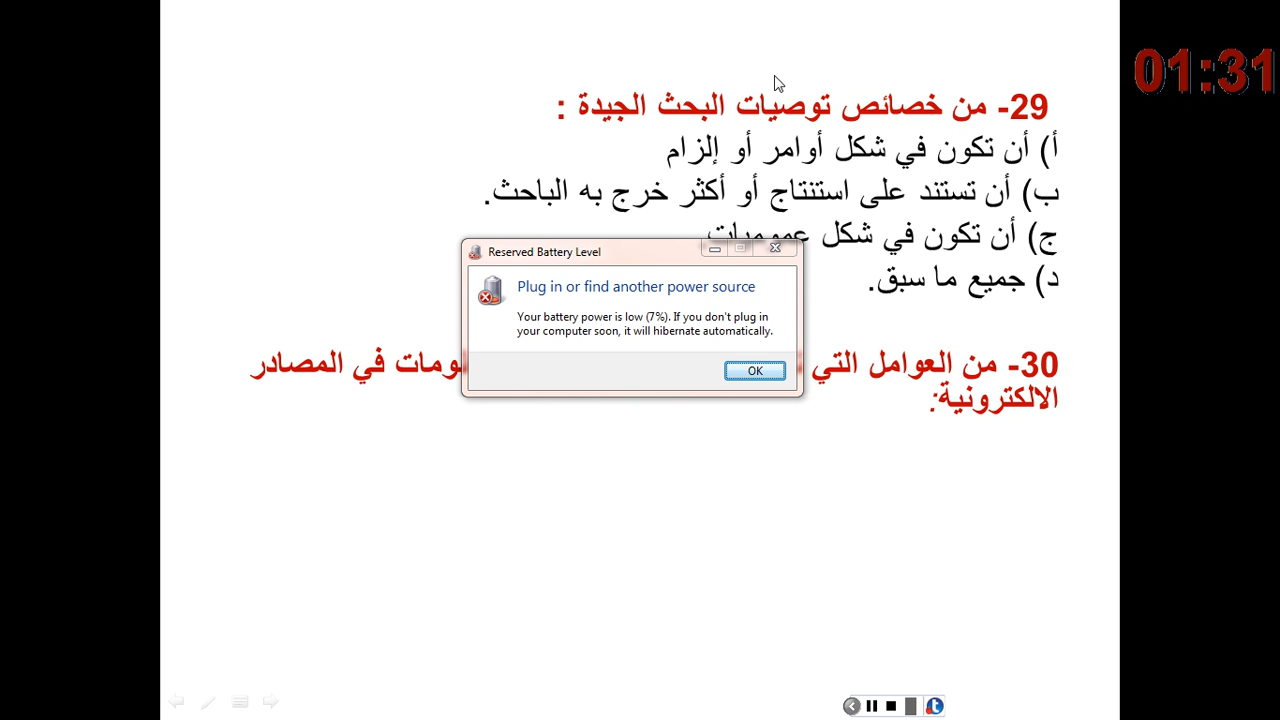 01:31
29- من خصائص توصيات البحث الجيدة :
أ) أن تكون في شكل أوامر أو إلزام
ب) أن تستند على استنتاج أو أكثر خرج به الباحث.
ج) أن تكون في شكل عموميات
د) جميع ما سبق.
Reserved Battery Level
Plug in or find another power source
Your battery power is low (7%). If you don't plug in
your computer soon, it will hibernate automatically.
OK
30- من العوامل التي في المصادر
الالكترونية: